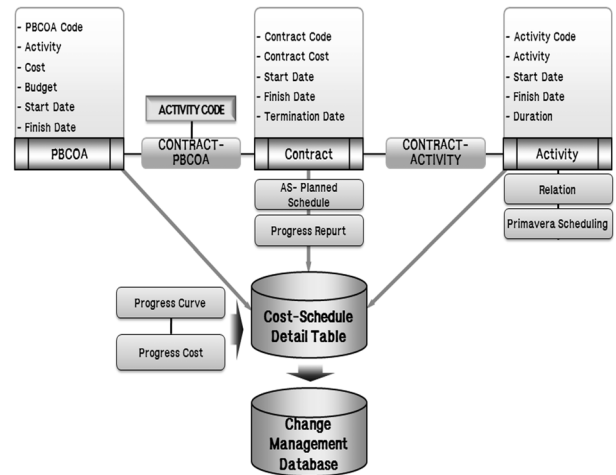 - PBCOA Code
- Activity
- Cost
- Budget
- Start Date
- Finish Date
PBCOA
ACTIVITY CODE
CONTRACT-
PBCOA
- Contract Code
- Contract Cost
- Start Date
- Finish Date
- Termination Date
Contract
CONTRACT-
ACTIVITY
- Activity Code
- Activity
- Start Date
- Finish Date
- Duration
Activity
AS- Planned
Schedule
Progress Repurt
Relation
Primavera Scheduling
Progress Curve
Progress Cost
Cost-Schedule
Detail Table
Change
Management
Database